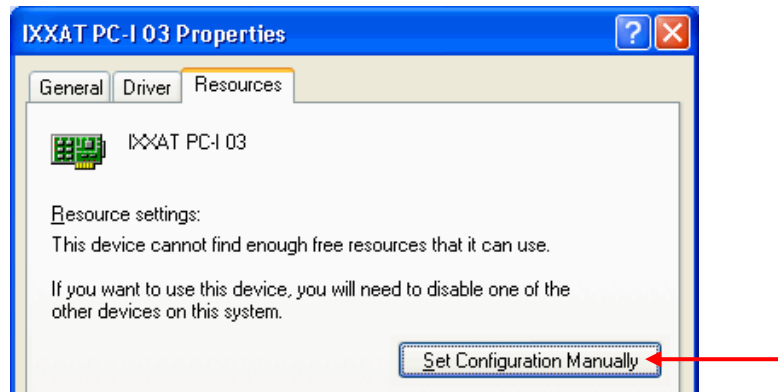 IXXAT PC-I 03 Properties
General Driver Resources
IXXAT PC-I 03
Resource settings:
This device cannot find enough free resources that it can use.
If you want to use this device, you will need to disable one of the
other devices on this system.
Set Configuration Manually